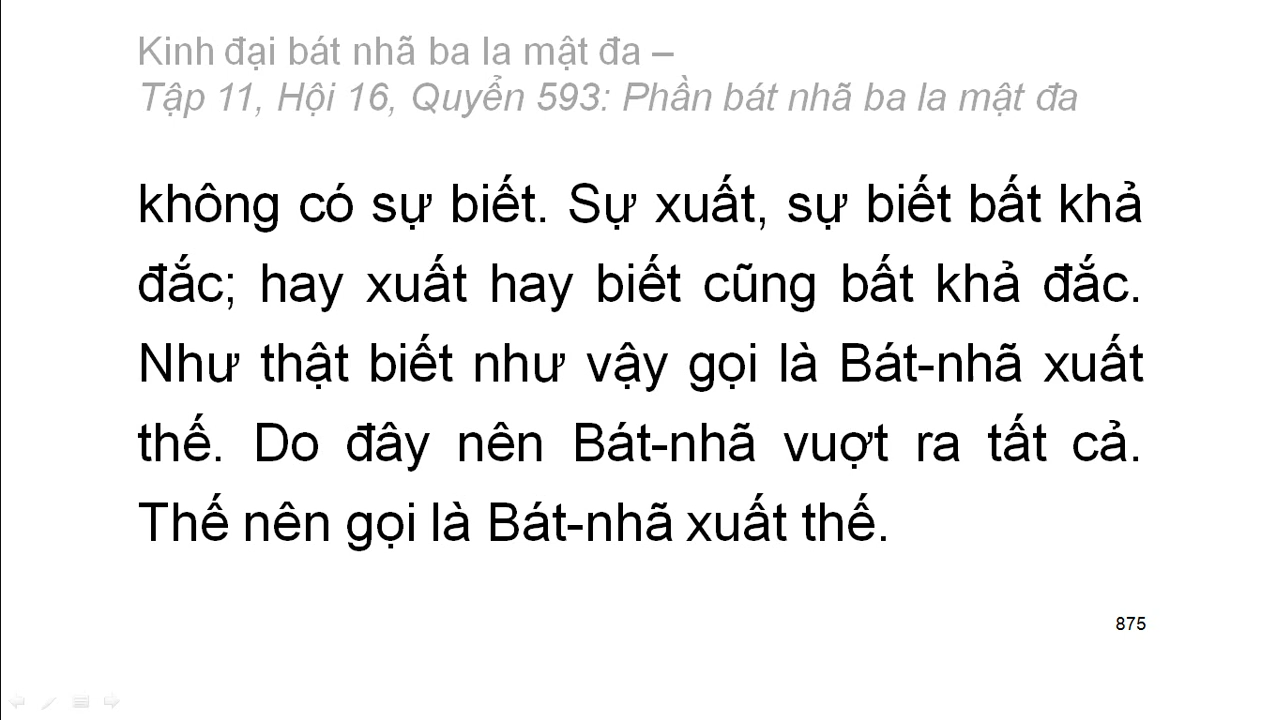 Kinh đại bát nhã ba la mật đa –
Tập 11, Hội 16, Quyển 593: Phần bát nhã ba la mật đa
không có sự biết. Sự xuất, sự biết bất khả
đắc; hay xuất hay biết cũng bất khả đắc.
Như thật biết như vậy gọi là Bát-nhã xuất
thế. Do đây nên Bát-nhã vuợt ra tất cả.
Thế nên gọi là Bát-nhã xuất thế.
875